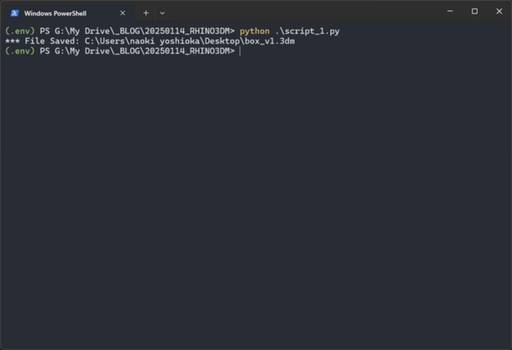 Windows PowerShell
(.env) PS G:\My Drive\_BLOG\20250114_RHINO3DM> python .\script_1.py
*** File Saved: C:\Users\naoki yoshioka\Desktop\box_v1.3dm
(.env) PS G:\My Drive\_BLOG\20250114_RHINO3DM>